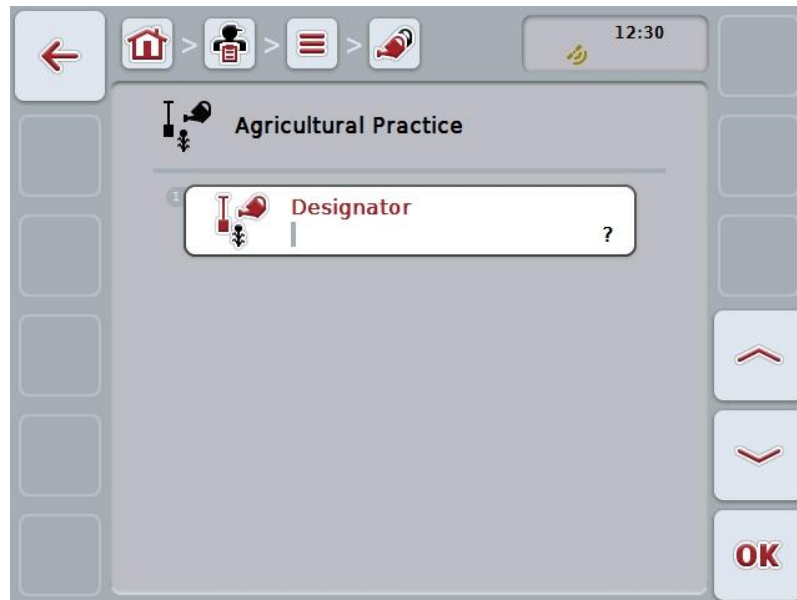 > > >
12:30
Agricultural Practice
1
Designator
?
OK